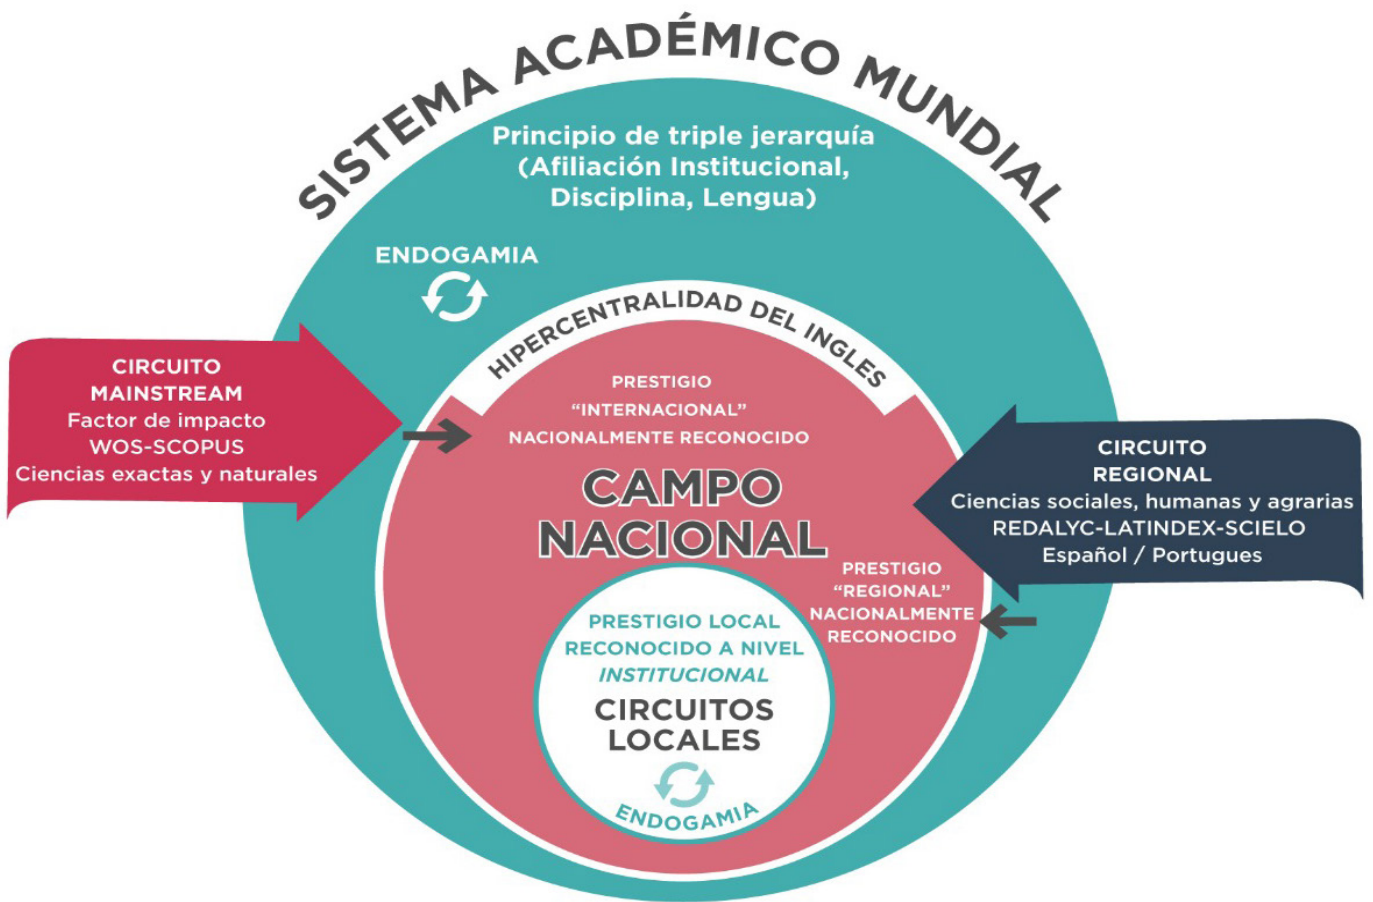 SISTEMA ACADÉMICO MUNDIAL
Principio de triple jerarquía
(Afiliación Institucional,
Disciplina, Lengua)
ENDOGAMIA
HIPERCENTRALIDAD DEL INGLES
CIRCUITO
MAINSTREAM
Factor de impacto
WOS-SCOPUS
Ciencias exactas y naturales
PRESTIGIO
“INTERNACIONAL”
NACIONALMENTE RECONOCIDO
CAMPO
NACIONAL
CIRCUITO
REGIONAL
Ciencias sociales, humanas y agrarias
REDALYC-LATINDEX-SCIELO
Español / Portugues
PRESTIGIO
“REGIONAL”
NACIONALMENTE
RECONOCIDO
PRESTIGIO LOCAL
RECONOCIDO A NIVEL
INSTITUCIONAL
CIRCUITOS
LOCALES
ENDOGAMIA